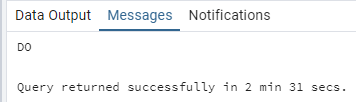 Data Output Messages Notifications
DO
Query returned successfully in 2 min 31 secs.